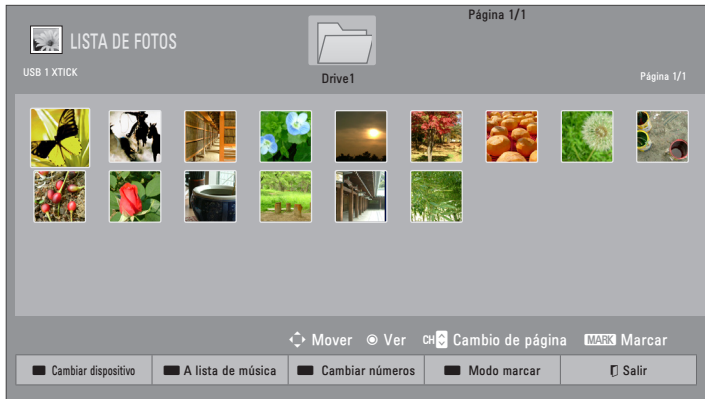 Página 1/1
LISTA DE FOTOS
USB 1 XTICK
Drive1
Página 1/1
Mover Ver CH Cambio de página MARK Marcar
Cambiar dispositivo A lista de música Cambiar números Modo marcar Salir